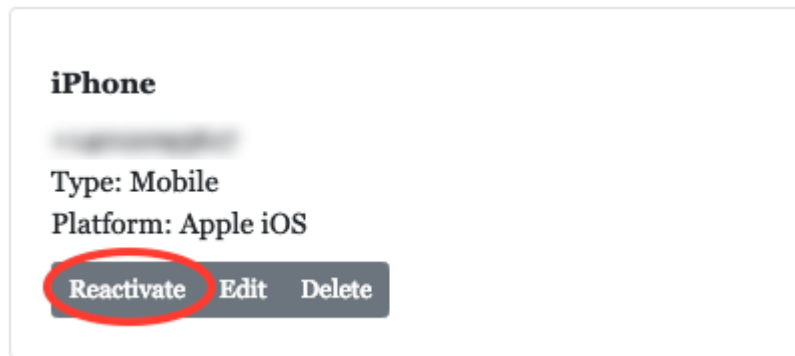 iPhone
Type: Mobile
Platform: Apple iOS
Reactivate Edit Delete